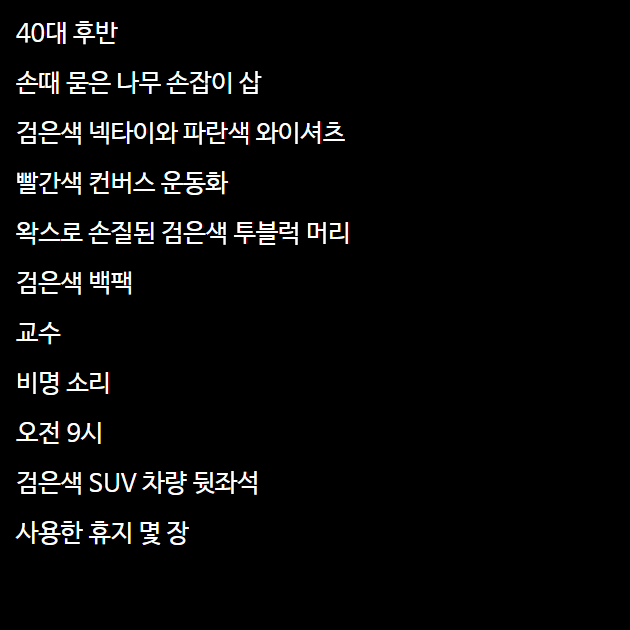 40대 후반
손때 묻은 나무 손잡이 삽
검은색 넥타이와 파란색 와이셔츠
빨간색 컨버스 운동화
왁스로 손질된 검은색 투블럭 머리
검은색 백팩
교수
비명 소리
오전 9시
검은색 SUV 차량 뒷좌석
사용한 휴지 몇 장